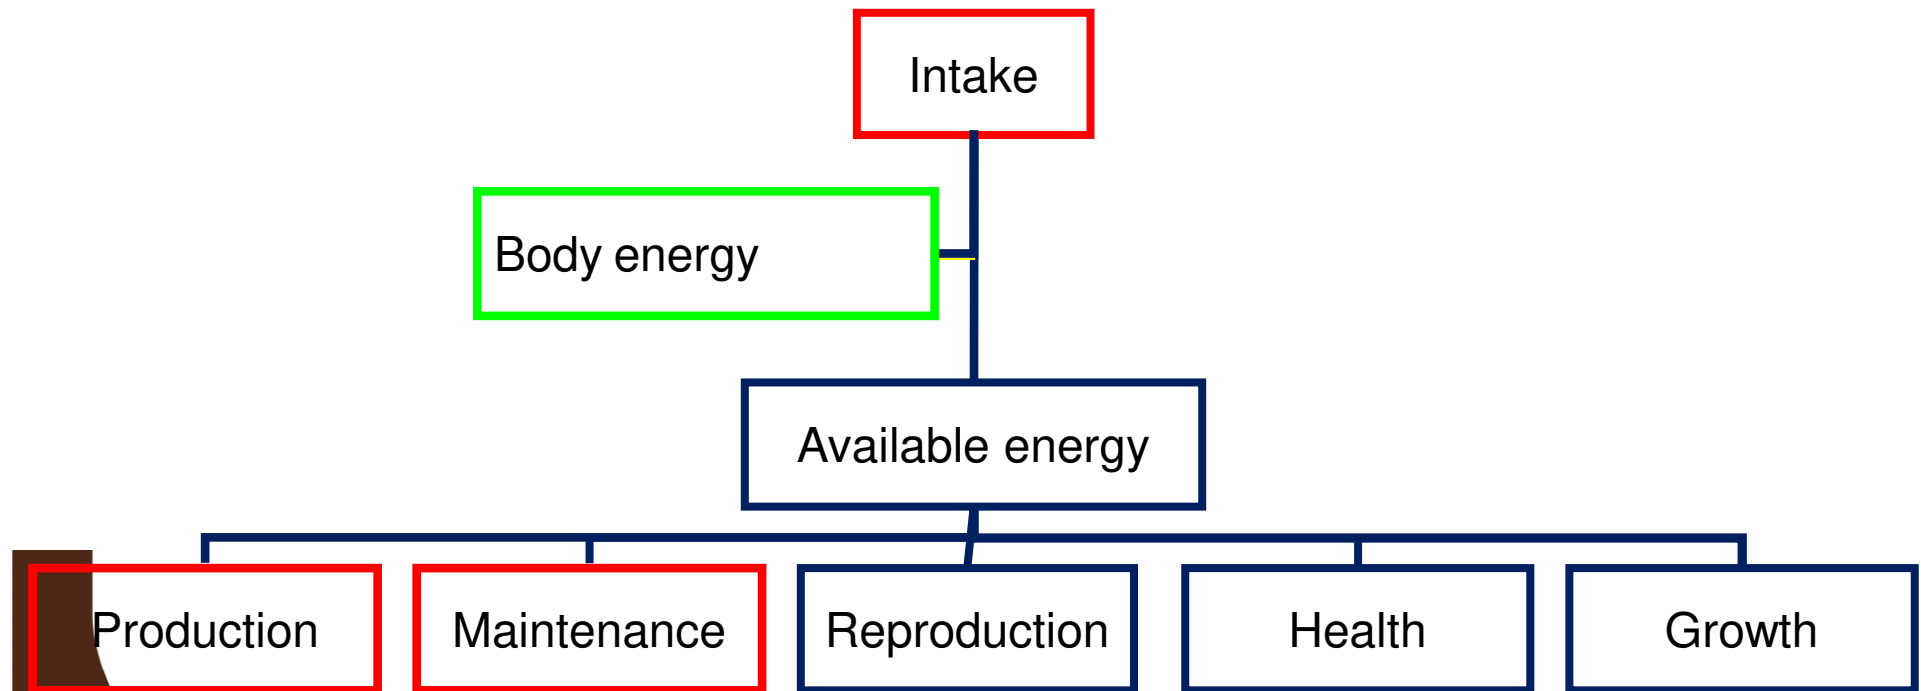 Intake
Body energy
Available energy
Production
Maintenance
Reproduction
Health
Growth